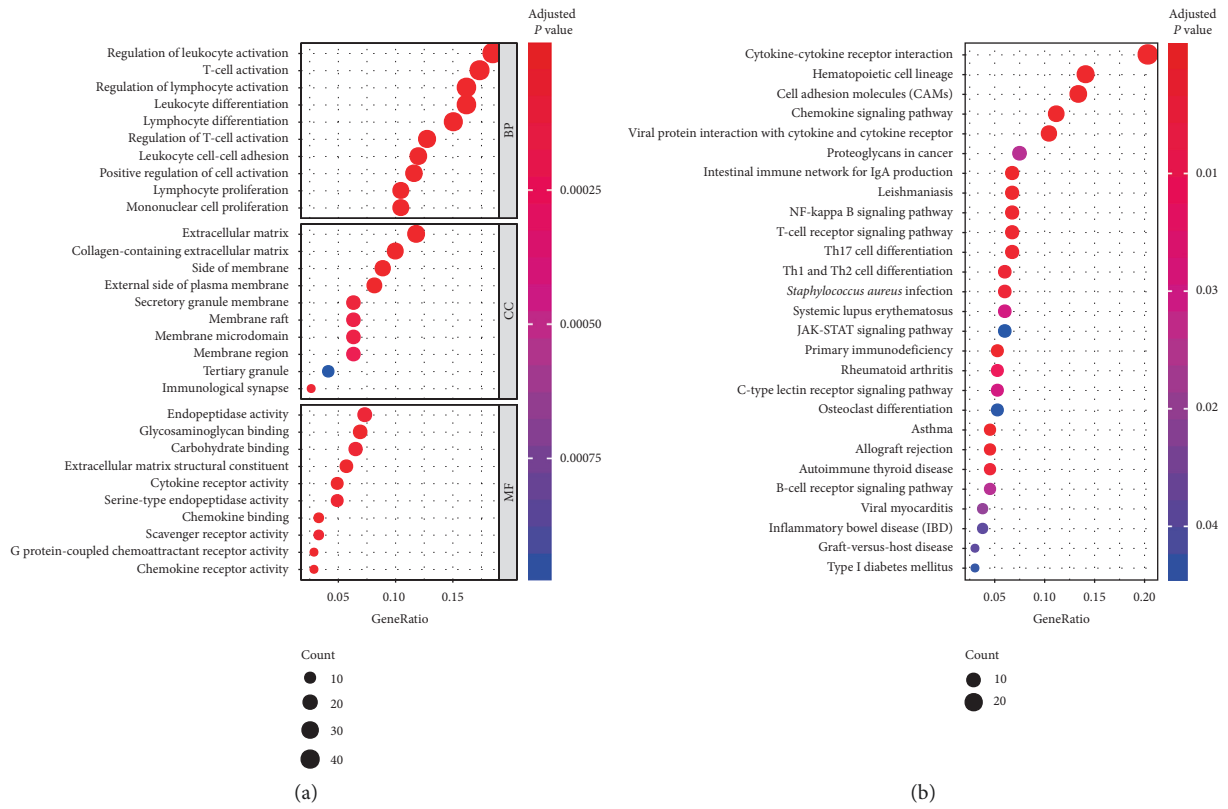 Adjusted
P value
Regulation of leukocyte activation
T-cell activation
Regulation of lymphocyte activation
Leukocyte differentiation
Lymphocyte differentiation
Regulation of T-cell activation
Leukocyte cell-cell adhesion
Positive regulation of cell activation
Lymphocyte proliferation
Mononuclear cell proliferation
BP
Extracellular matrix
Collagen-containing extracellular matrix
Side of membrane
External side of plasma membrane
Secretory granule membrane
Membrane raft
Membrane microdomain
Membrane region
Tertiary granule
Immunological synapse
CC
Endopeptidase activity
Glycosaminoglycan binding
Carbohydrate binding
Extracellular matrix structural constituent
Cytokine receptor activity
Serine-type endopeptidase activity
Chemokine binding
Scavenger receptor activity
G protein-coupled chemoattractant receptor activity
Chemokine receptor activity
MF
0.00025
0.00050
0.00075
0.05 0.10 0.15
GeneRatio
Count
10
20
30
40
(a)
Adjusted
P value
Cytokine-cytokine receptor interaction
Hematopoietic cell lineage
Cell adhesion molecules (CAMs)
Chemokine signaling pathway
Viral protein interaction with cytokine and cytokine receptor
Proteoglycans in cancer
Intestinal immune network for IgA production
Leishmaniasis
NF-kappa B signaling pathway
T-cell receptor signaling pathway
Th17 cell differentiation
Th1 and Th2 cell differentiation
Staphylococcus aureus infection
Systemic lupus erythematosus
JAK-STAT signaling pathway
Primary immunodeficiency
Rheumatoid arthritis
C-type lectin receptor signaling pathway
Osteoclast differentiation
Asthma
Allograft rejection
Autoimmune thyroid disease
B-cell receptor signaling pathway
Viral myocarditis
Inflammatory bowel disease (IBD)
Graft-versus-host disease
Type I diabetes mellitus
0.01
0.03
0.02
0.04
0.05 0.10 0.15 0.20
GeneRatio
Count
10
20
(b)